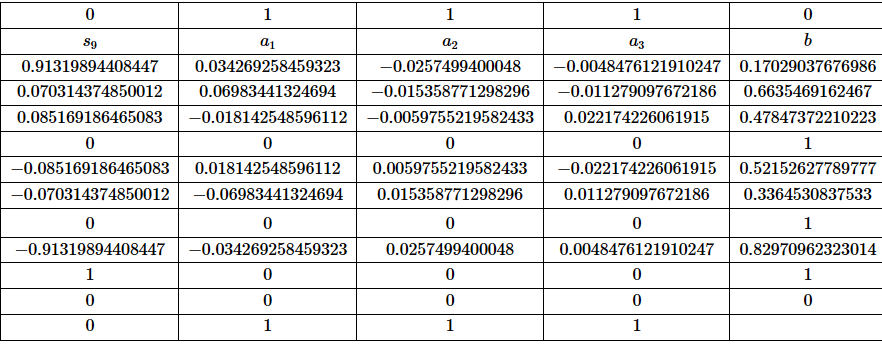 0 1 1 1 0
s₉ a₁ a₂ a₃ b
0.91319894408447 0.034269258459323 −0.0257499400048 −0.0048476121910247 0.17029037676986
0.070314374850012 0.06983441324694 −0.015358771298296 −0.011279097672186 0.6635469162467
0.085169186465083 −0.018142548596112 −0.0059755219582433 0.022174226061915 0.47847372210223
0 0 0 0 1
−0.085169186465083 0.018142548596112 0.0059755219582433 −0.022174226061915 0.52152627789777
−0.070314374850012 −0.06983441324694 0.015358771298296 0.011279097672186 0.3364530837533
0 0 0 0 1
−0.91319894408447 −0.034269258459323 0.0257499400048 0.0048476121910247 0.82970962323014
1 0 0 0 1
0 0 0 0 0
0 1 1 1